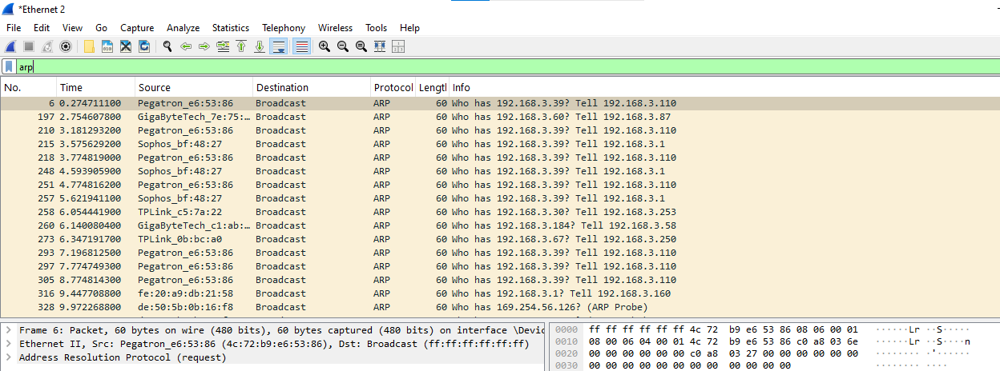 *Ethernet 2
File Edit View Go Capture Analyze Statistics Telephony Wireless Tools Help
arp
No. Time Source Destination Protocol Lengtl Info
6 0.274711100 Pegatron_e6:53:86 Broadcast ARP 60 Who has 192.168.3.39? Tell 192.168.3.110
197 2.754607800 GigaByteTech_7e:75:… Broadcast ARP 60 Who has 192.168.3.60? Tell 192.168.3.87
210 3.181293200 Pegatron_e6:53:86 Broadcast ARP 60 Who has 192.168.3.39? Tell 192.168.3.110
215 3.575629200 Sophos_bf:48:27 Broadcast ARP 60 Who has 192.168.3.39? Tell 192.168.3.1
218 3.774819000 Pegatron_e6:53:86 Broadcast ARP 60 Who has 192.168.3.39? Tell 192.168.3.110
248 4.593905900 Sophos_bf:48:27 Broadcast ARP 60 Who has 192.168.3.39? Tell 192.168.3.1
251 4.774816200 Pegatron_e6:53:86 Broadcast ARP 60 Who has 192.168.3.39? Tell 192.168.3.110
257 5.621941100 Sophos_bf:48:27 Broadcast ARP 60 Who has 192.168.3.39? Tell 192.168.3.1
258 6.054441900 TPLink_c5:7a:22 Broadcast ARP 60 Who has 192.168.3.30? Tell 192.168.3.253
260 6.140080400 GigaByteTech_c1:ab:… Broadcast ARP 60 Who has 192.168.3.184? Tell 192.168.3.58
273 6.347191700 TPLink_0b:bc:a0 Broadcast ARP 60 Who has 192.168.3.67? Tell 192.168.3.250
293 7.196812500 Pegatron_e6:53:86 Broadcast ARP 60 Who has 192.168.3.39? Tell 192.168.3.110
297 7.774749300 Pegatron_e6:53:86 Broadcast ARP 60 Who has 192.168.3.39? Tell 192.168.3.110
305 8.774814300 Pegatron_e6:53:86 Broadcast ARP 60 Who has 192.168.3.39? Tell 192.168.3.110
316 9.447708800 fe:20:a9:db:21:58 Broadcast ARP 60 Who has 192.168.3.1? Tell 192.168.3.160
328 9.972268800 de:50:5b:0b:16:f8 Broadcast ARP 60 Who has 169.254.56.126? (ARP Probe)
Frame 6: Packet, 60 bytes on wire (480 bits), 60 bytes captured (480 bits) on interface \Devic
Ethernet II, Src: Pegatron_e6:53:86 (4c:72:b9:e6:53:86), Dst: Broadcast (ff:ff:ff:ff:ff:ff)
Address Resolution Protocol (request)
0000 ff ff ff ff ff ff 4c 72 b9 e6 53 86 08 06 00 01 ······Lr ··S·····
0010 08 00 06 04 00 01 4c 72 b9 e6 53 86 c0 a8 03 6e ······Lr ··S····n
0020 00 00 00 00 00 00 c0 a8 03 27 00 00 00 00 00 00 ········ ·'······
0030 00 00 00 00 00 00 00 00 00 00 00 00 ········ ····